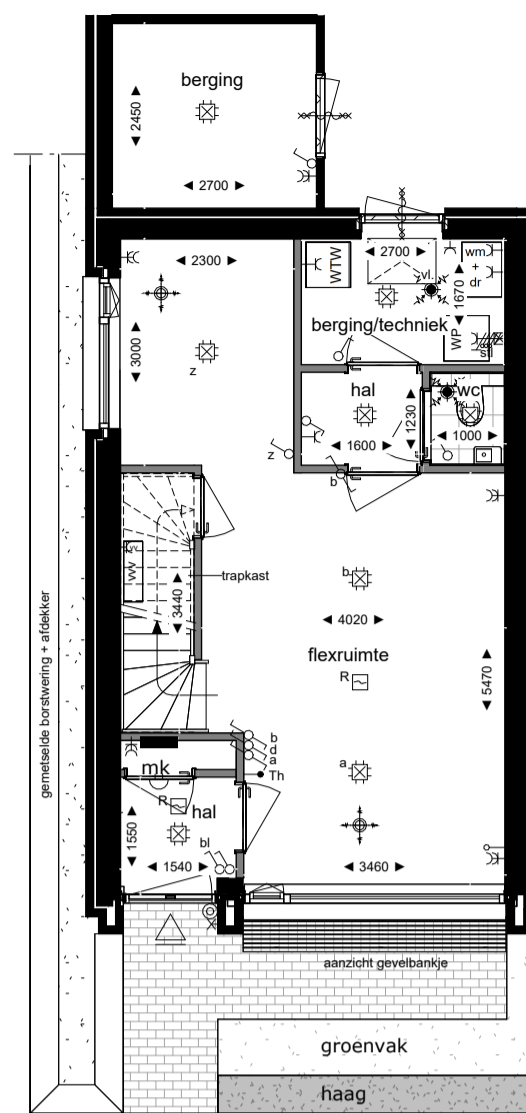 berging
2450
2700
2300
3000
z
WTW
2700
vl.
wm
+
dr
1670
WP
berging/techniek
hal
1230
wc
1600
1000
z
b
trapkast
3440
VV
b
4020
flexruimte
R
5470
a
b
d
a
Th
mk
R
hal
1550
bl
1540
3460
gemetselde borstwering + afdekker
aanzicht gevelbankje
groenvak
haag